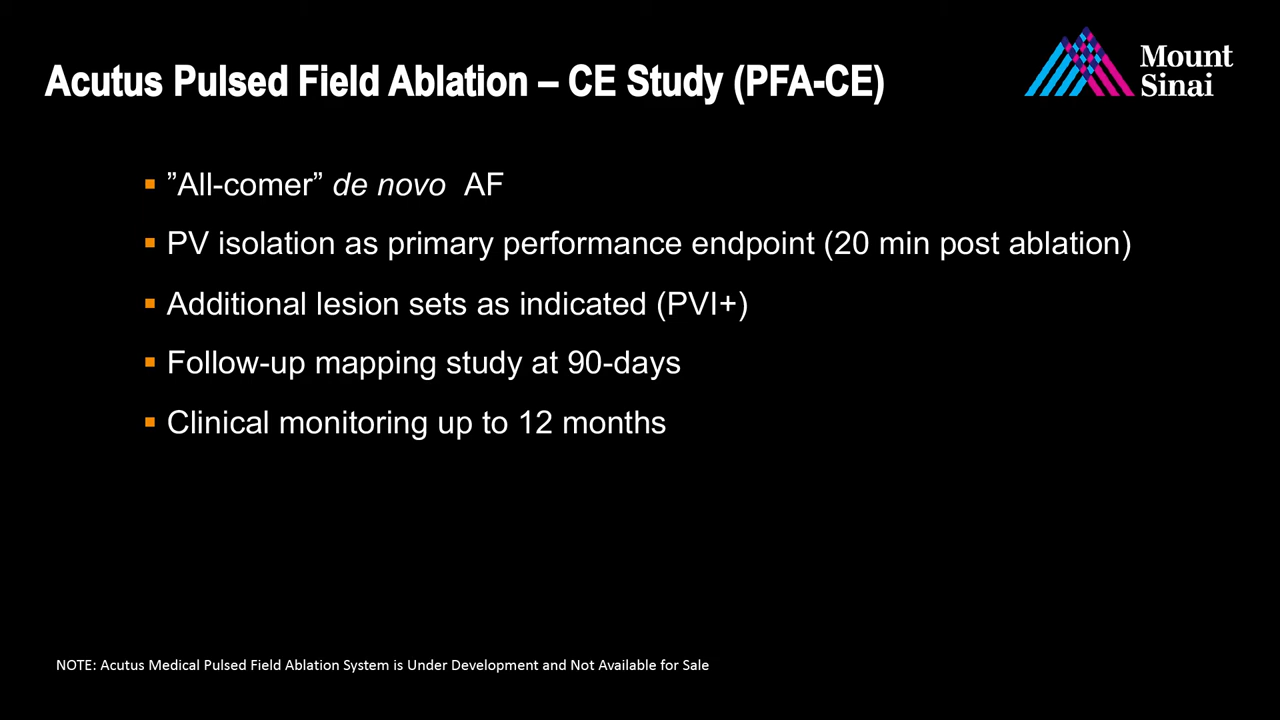 Acutus Pulsed Field Ablation – CE Study (PFA-CE)
Mount
Sinai
▪ ”All-comer” de novo  AF
▪ PV isolation as primary performance endpoint (20 min post ablation)
▪ Additional lesion sets as indicated (PVI+)
▪ Follow-up mapping study at 90-days
▪ Clinical monitoring up to 12 months
NOTE: Acutus Medical Pulsed Field Ablation System is Under Development and Not Available for Sale